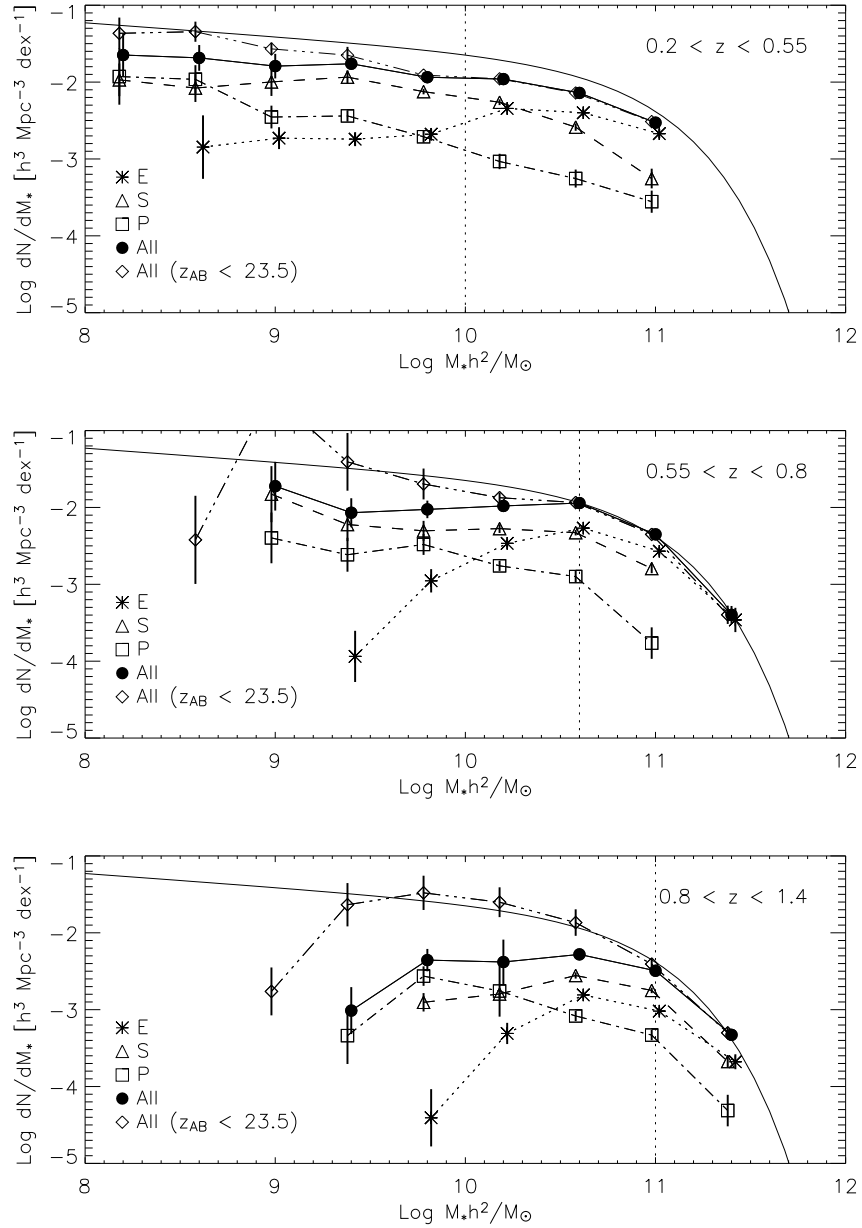 0.2 < z < 0.55
Log dN/dM* [h³ Mpc⁻³ dex⁻¹]
-1
-2
-3
-4
-5
E
S
P
All
All (z_AB < 23.5)
8 9 10 11 12
Log M*h²/M⊙
0.55 < z < 0.8
Log dN/dM* [h³ Mpc⁻³ dex⁻¹]
-1
-2
-3
-4
-5
E
S
P
All
All (z_AB < 23.5)
8 9 10 11 12
Log M*h²/M⊙
0.8 < z < 1.4
Log dN/dM* [h³ Mpc⁻³ dex⁻¹]
-1
-2
-3
-4
-5
E
S
P
All
All (z_AB < 23.5)
8 9 10 11 12
Log M*h²/M⊙